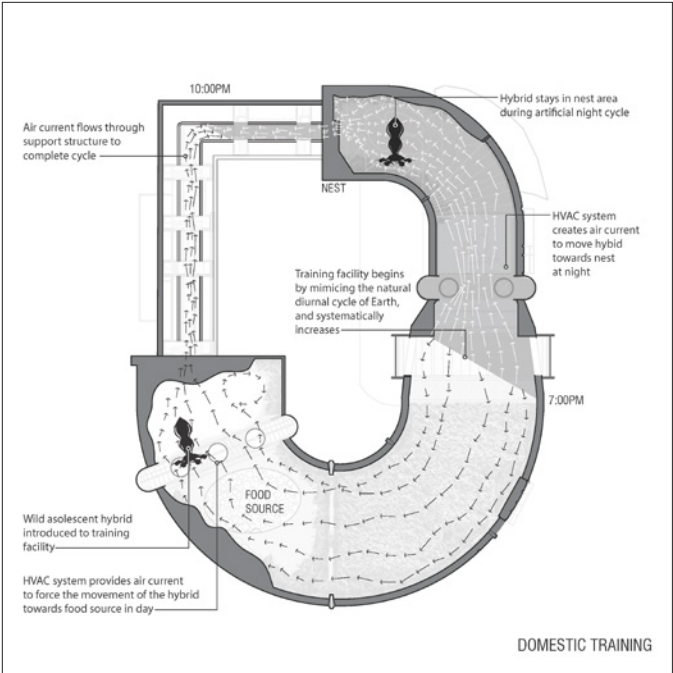 10:00PM
Hybrid stays in nest area
during artificial night cycle
Air current flows through
support structure to
complete cycle
NEST
HVAC system
creates air current
to move hybid
towards nest
at night
Training facility begins
by mimicing the natural
diurnal cycle of Earth,
and systematically
increases
7:00PM
FOOD
SOURCE
Wild asolescent hybrid
introduced to training
facility
HVAC system provides air current
to force the movement of the hybrid
towards food source in day
DOMESTIC TRAINING